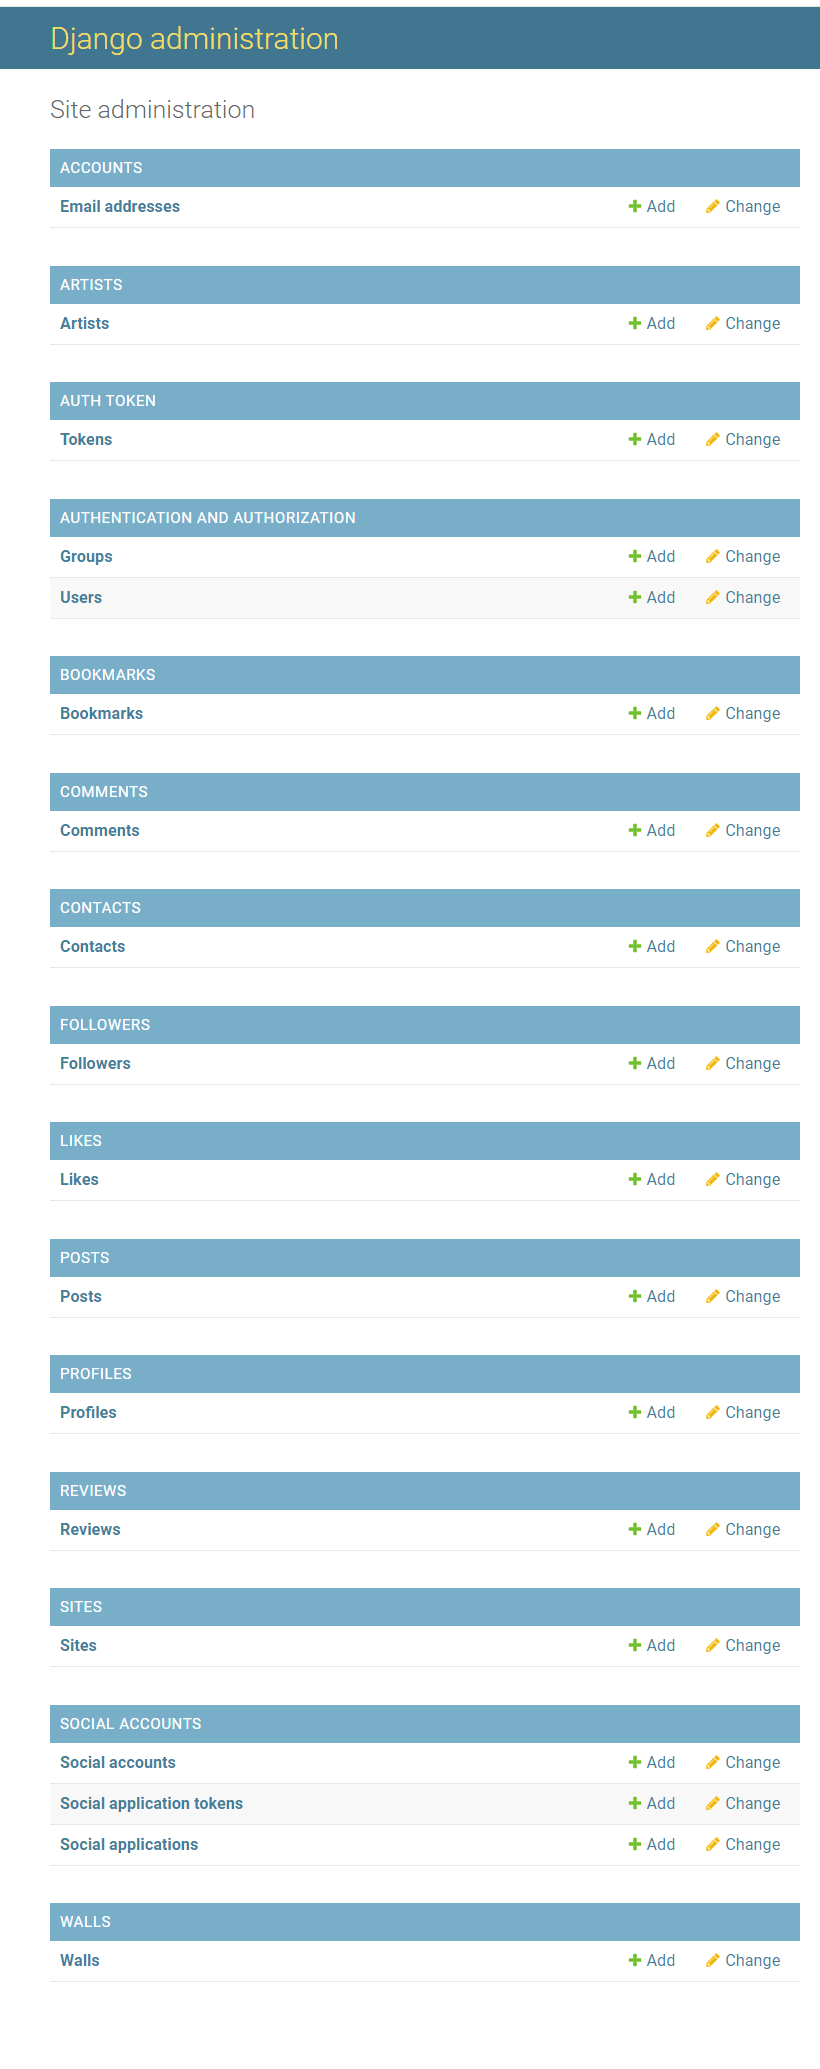 Django administration
Site administration
ACCOUNTS
Email addresses Add Change
ARTISTS
Artists Add Change
AUTH TOKEN
Tokens Add Change
AUTHENTICATION AND AUTHORIZATION
Groups Add Change
Users Add Change
BOOKMARKS
Bookmarks Add Change
COMMENTS
Comments Add Change
CONTACTS
Contacts Add Change
FOLLOWERS
Followers Add Change
LIKES
Likes Add Change
POSTS
Posts Add Change
PROFILES
Profiles Add Change
REVIEWS
Reviews Add Change
SITES
Sites Add Change
SOCIAL ACCOUNTS
Social accounts Add Change
Social application tokens Add Change
Social applications Add Change
WALLS
Walls Add Change